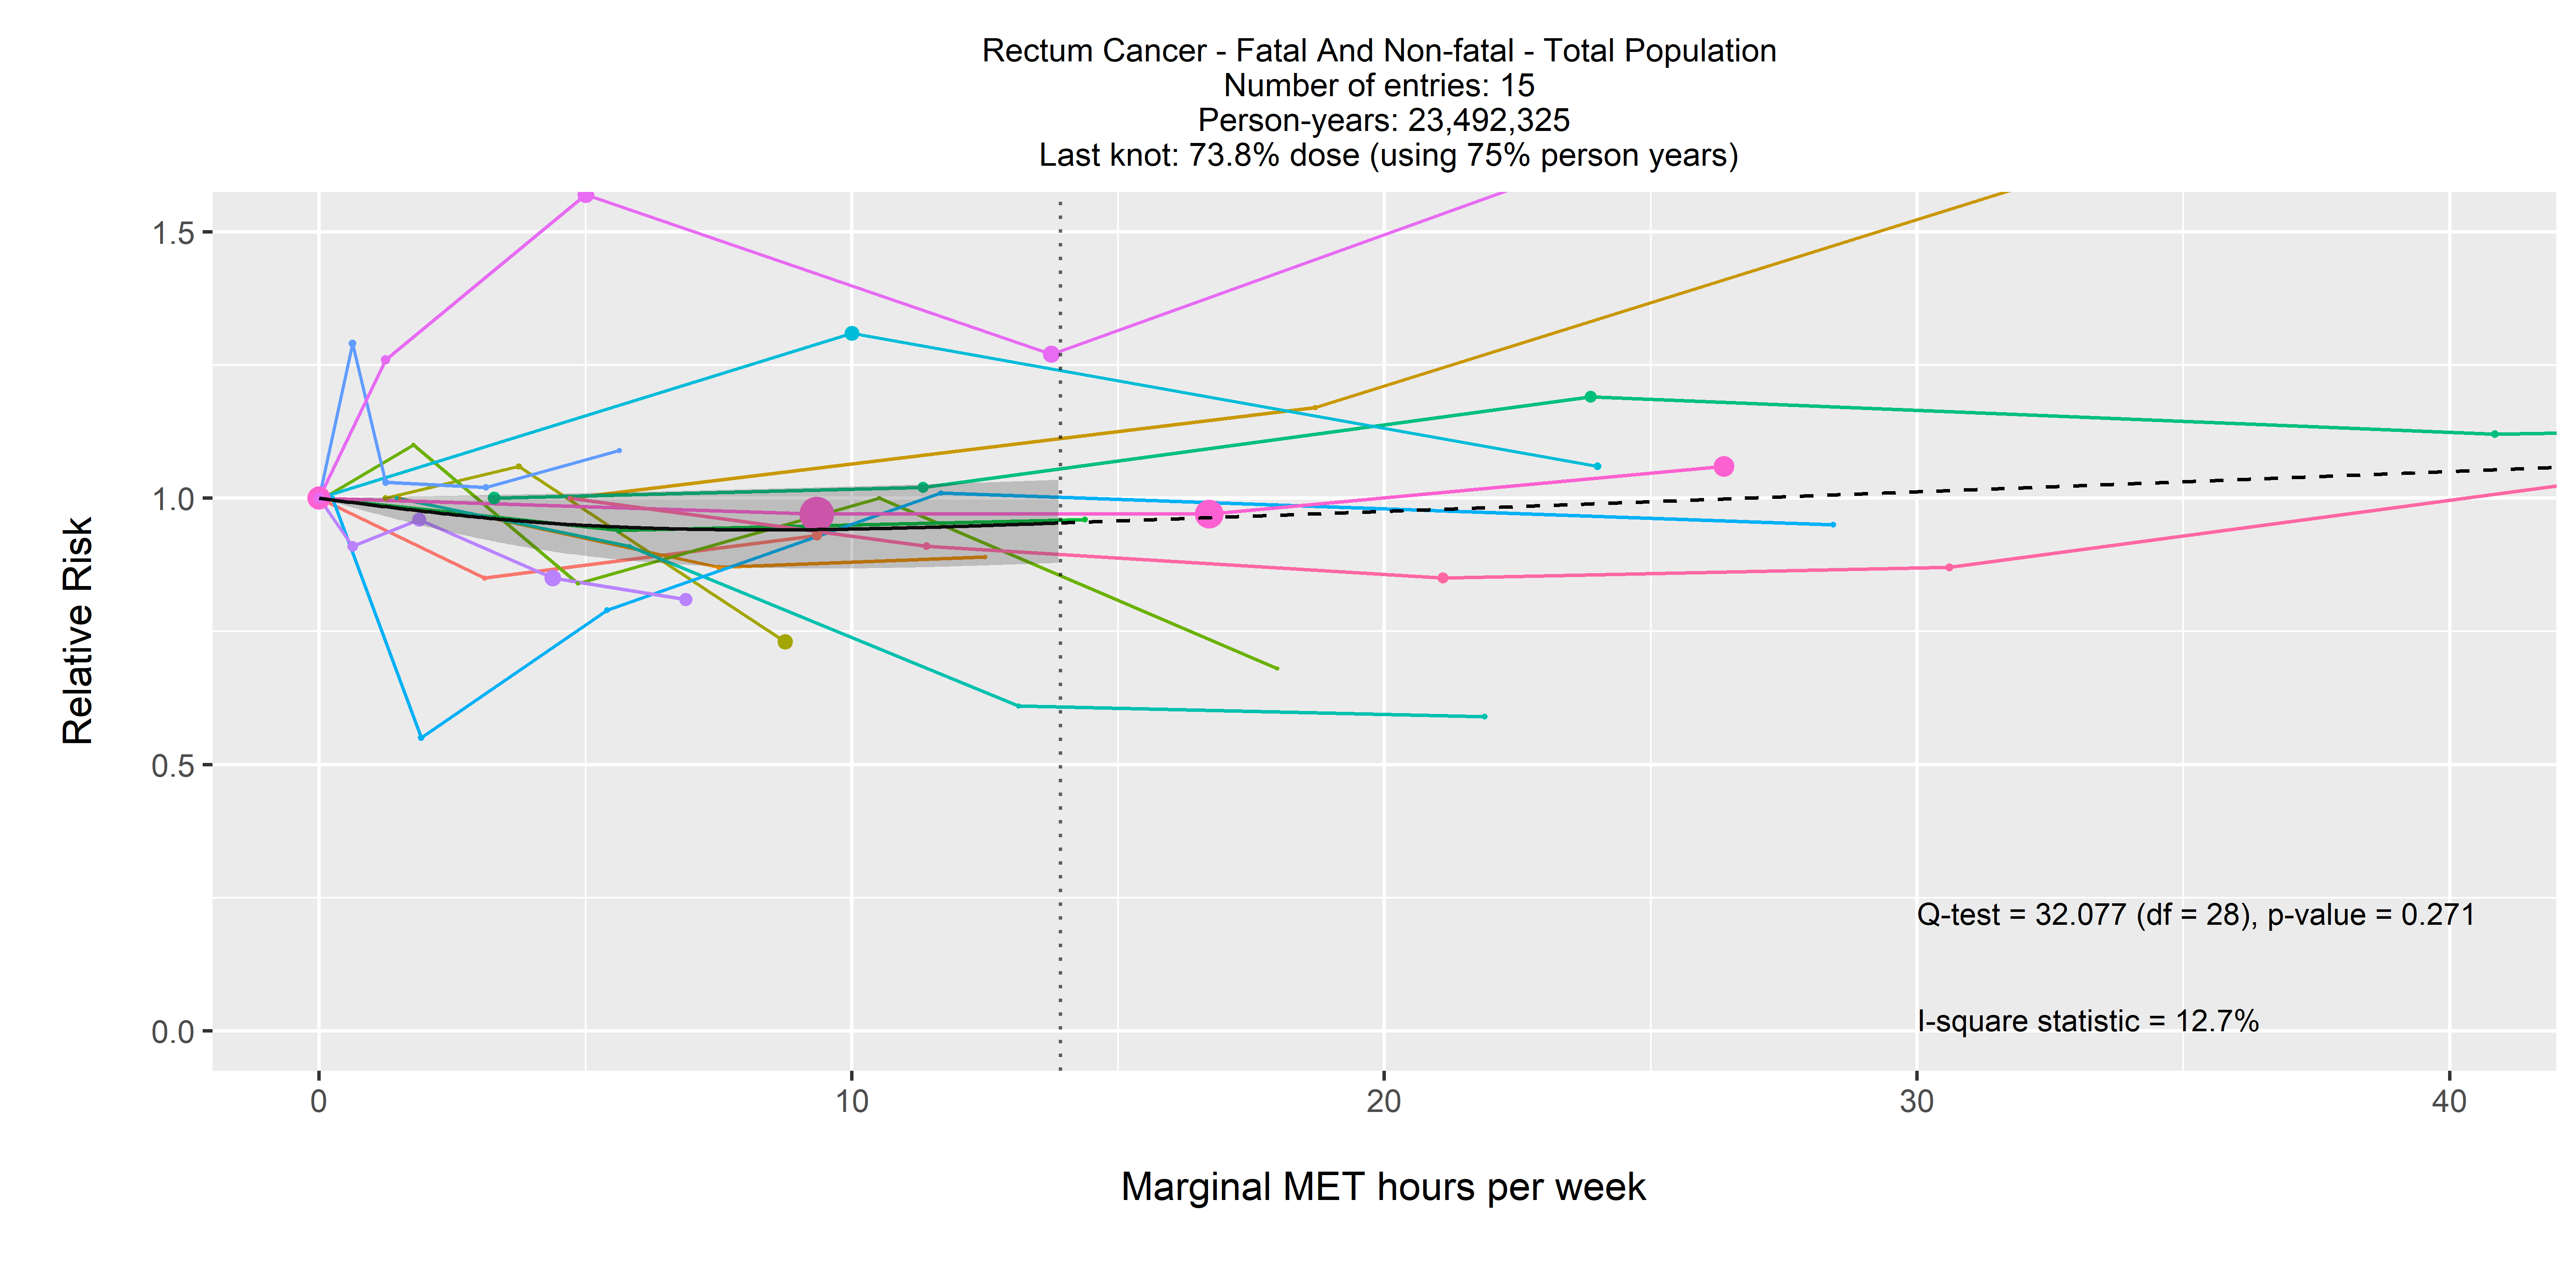 Rectum Cancer - Fatal And Non-fatal - Total Population
Number of entries: 15
Person-years: 23,492,325
Last knot: 73.8% dose (using 75% person years)
1.5
1.0
0.5
0.0
Relative Risk
Q-test = 32.077 (df = 28), p-value = 0.271
I-square statistic = 12.7%
0 10 20 30 40
Marginal MET hours per week